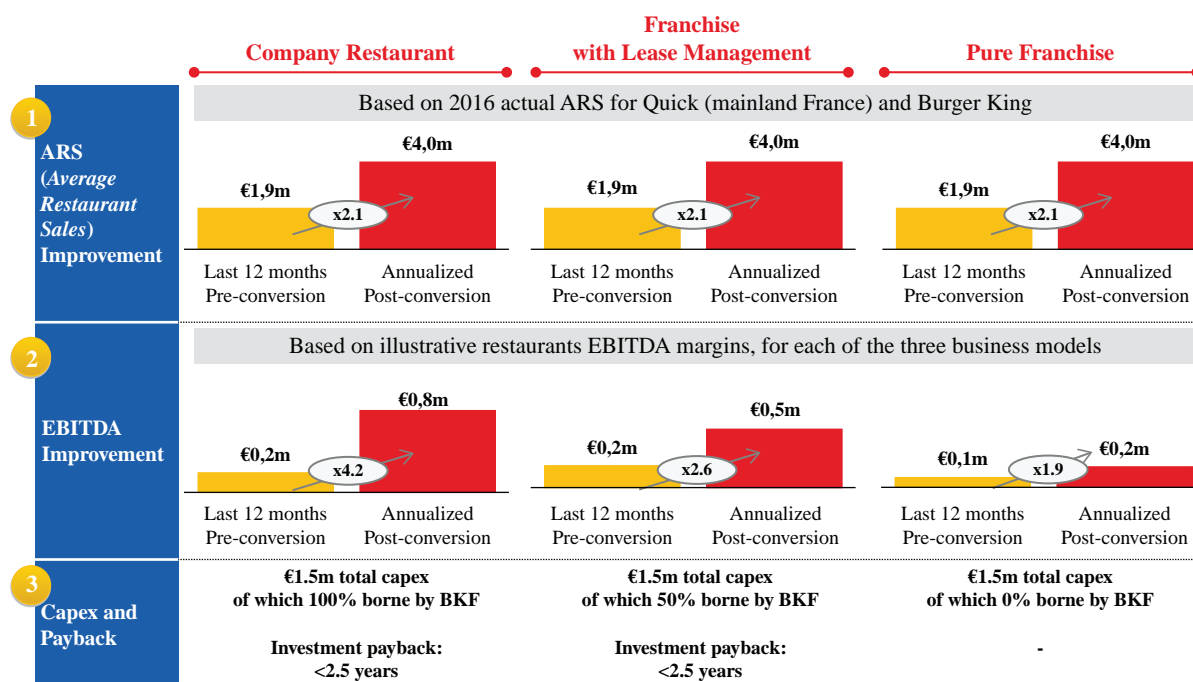 Company Restaurant
Franchise
with Lease Management
Pure Franchise
1
ARS
(Average
Restaurant
Sales)
Improvement
Based on 2016 actual ARS for Quick (mainland France) and Burger King
€1,9m
x2.1
€4,0m
Last 12 months
Pre-conversion
Annualized
Post-conversion
€1,9m
x2.1
€4,0m
Last 12 months
Pre-conversion
Annualized
Post-conversion
€1,9m
x2.1
€4,0m
Last 12 months
Pre-conversion
Annualized
Post-conversion
2
EBITDA
Improvement
Based on illustrative restaurants EBITDA margins, for each of the three business models
€0,2m
x4.2
€0,8m
Last 12 months
Pre-conversion
Annualized
Post-conversion
€0,2m
x2.6
€0,5m
Last 12 months
Pre-conversion
Annualized
Post-conversion
€0,1m
x1.9
€0,2m
Last 12 months
Pre-conversion
Annualized
Post-conversion
3
Capex and
Payback
€1.5m total capex
of which 100% borne by BKF
Investment payback:
<2.5 years
€1.5m total capex
of which 50% borne by BKF
Investment payback:
<2.5 years
€1.5m total capex
of which 0% borne by BKF
-